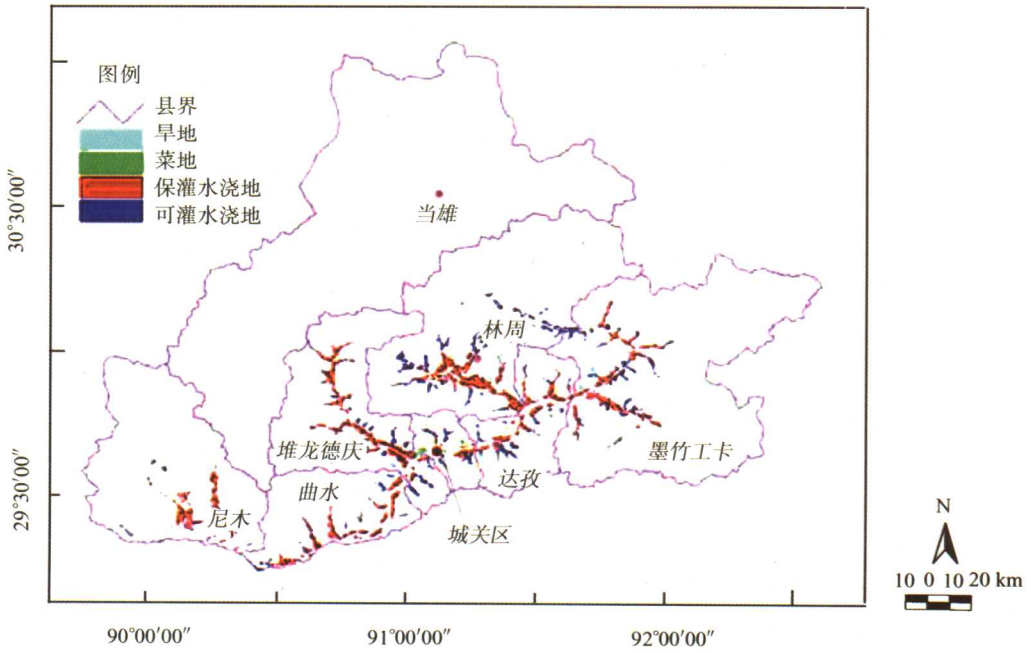 图例
县界
旱地
菜地
保灌水浇地
可灌水浇地
当雄
林周
堆龙德庆
墨竹工卡
达孜
曲水
尼木
城关区
30°30′00″
29°30′00″
90°00′00″
91°00′00″
92°00′00″
N
10 0 10 20 km